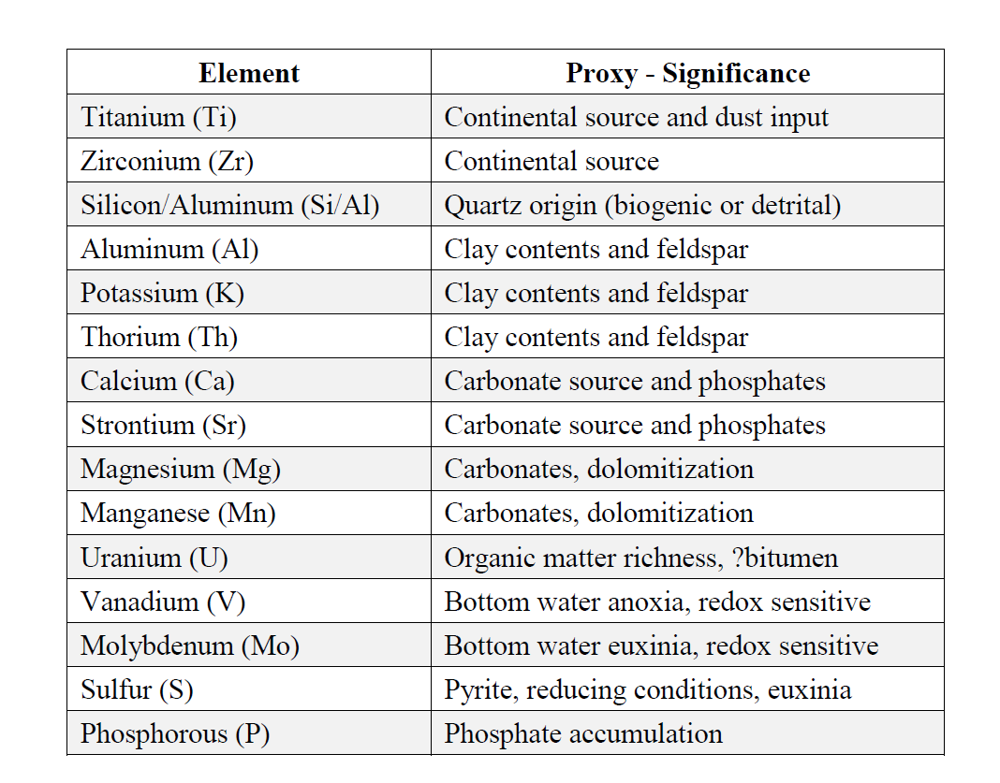 Element Proxy - Significance
Titanium (Ti) Continental source and dust input
Zirconium (Zr) Continental source
Silicon/Aluminum (Si/Al) Quartz origin (biogenic or detrital)
Aluminum (Al) Clay contents and feldspar
Potassium (K) Clay contents and feldspar
Thorium (Th) Clay contents and feldspar
Calcium (Ca) Carbonate source and phosphates
Strontium (Sr) Carbonate source and phosphates
Magnesium (Mg) Carbonates, dolomitization
Manganese (Mn) Carbonates, dolomitization
Uranium (U) Organic matter richness, ?bitumen
Vanadium (V) Bottom water anoxia, redox sensitive
Molybdenum (Mo) Bottom water euxinia, redox sensitive
Sulfur (S) Pyrite, reducing conditions, euxinia
Phosphorous (P) Phosphate accumulation